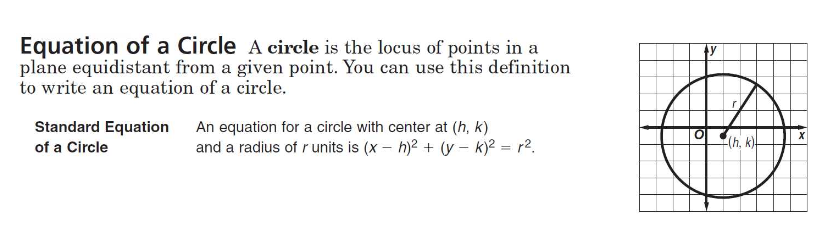 Equation of a Circle A circle is the locus of points in a
plane equidistant from a given point. You can use this definition
to write an equation of a circle.
Standard Equation of a Circle
An equation for a circle with center at (h, k)
and a radius of r units is (x − h)² + (y − k)² = r².
y
r
O
x
(h, k)